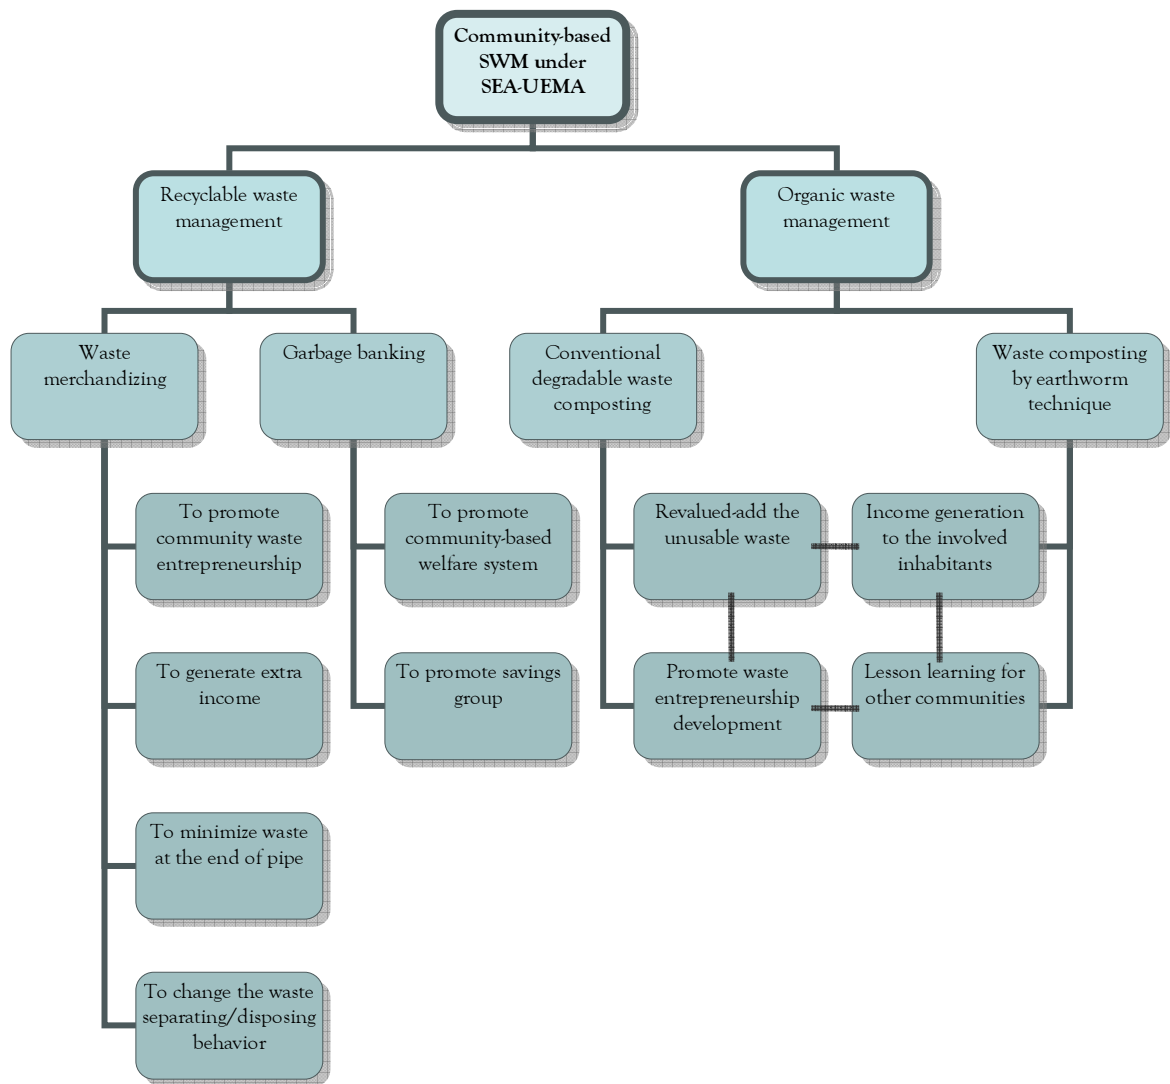 Community-based
SWM under
SEA-UEMA
Recyclable waste
management
Organic waste
management
Waste
merchandizing
Garbage banking
Conventional
degradable waste
composting
Waste composting
by earthworm
technique
To promote
community waste
entrepreneurship
To promote
community-based
welfare system
Revalued-add the
unusable waste
Income generation
to the involved
inhabitants
To generate extra
income
To promote savings
group
Promote waste
entrepreneurship
development
Lesson learning for
other communities
To minimize waste
at the end of pipe
To change the waste
separating/disposing
behavior